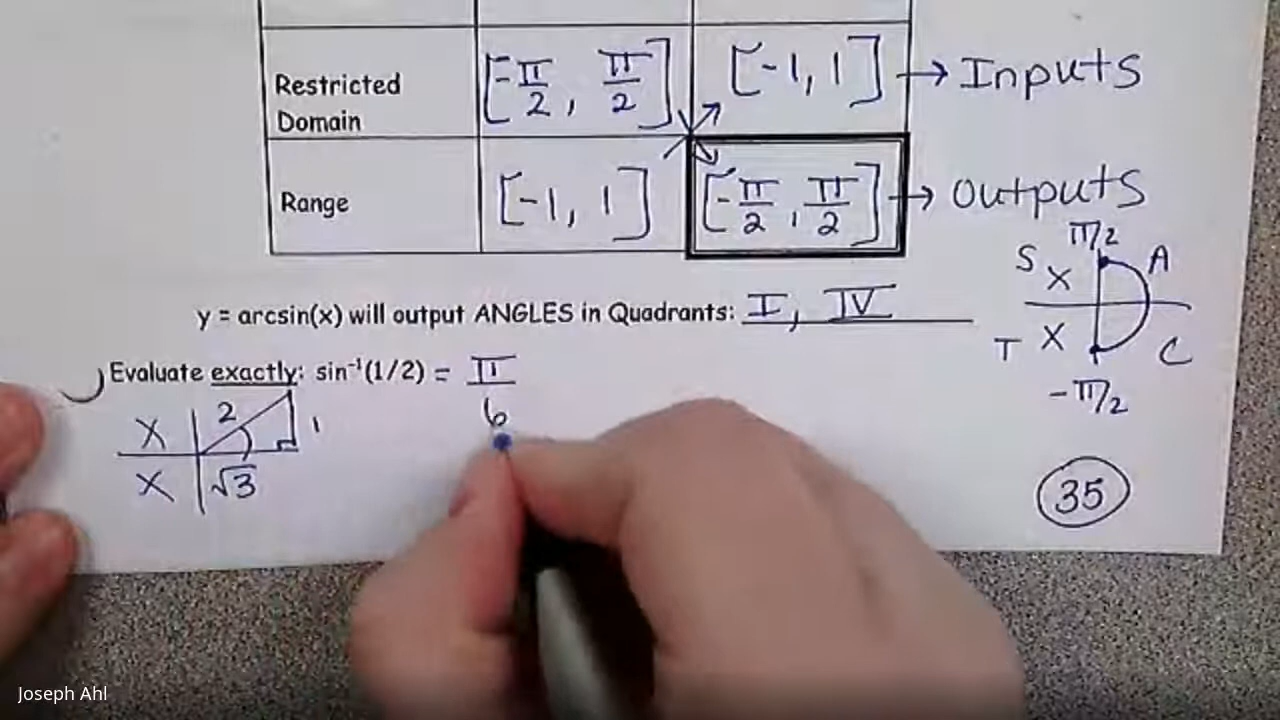 Restricted Domain [-π/2, π/2] [-1, 1] → Inputs
Range [-1, 1] [-π/2, π/2] → Outputs
π/2
S X A
T X C
-π/2
y = arcsin(x) will output ANGLES in Quadrants: I, IV
Evaluate exactly: sin⁻¹(1/2) = π/6
X 2 1
X √3
35
Joseph Ahl